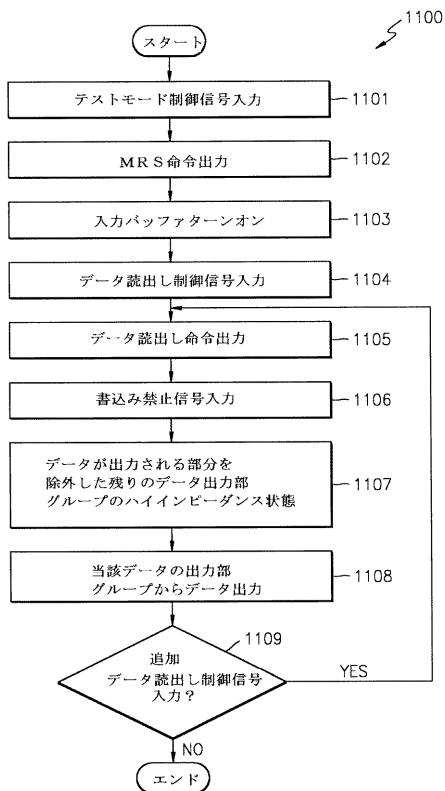 1100
スタート
テストモード制御信号入力
1101
MRS命令出力
1102
入力バッファターンオン
1103
データ読出し制御信号入力
1104
データ読出し命令出力
1105
書込み禁止信号入力
1106
データが出力される部分を
除外した残りのデータ出力部
グループのハイインピーダンス状態
1107
当該データの出力部
グループからデータ出力
1108
1109
追加
データ読出し制御信号
入力?
YES
NO
エンド